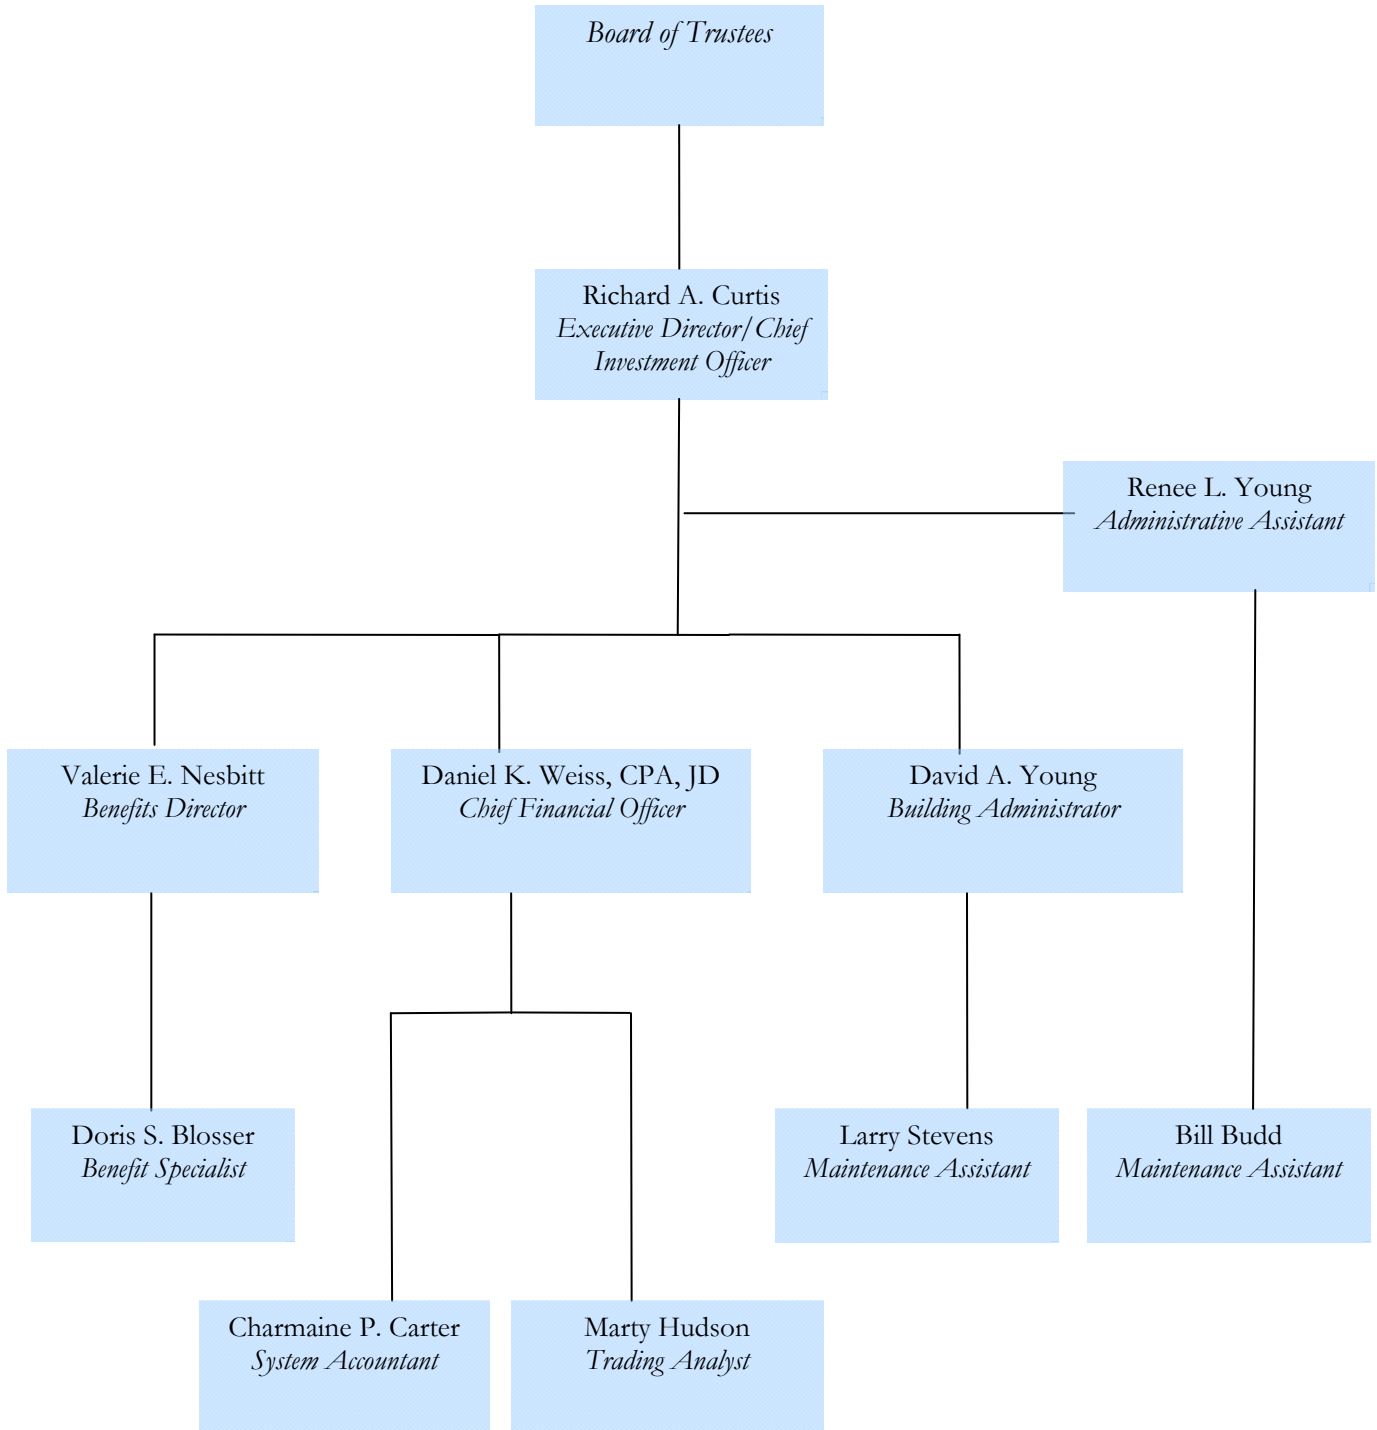 Board of Trustees
Richard A. Curtis
Executive Director/Chief
Investment Officer
Renee L. Young
Administrative Assistant
Valerie E. Nesbitt
Benefits Director
Daniel K. Weiss, CPA, JD
Chief Financial Officer
David A. Young
Building Administrator
Doris S. Blosser
Benefit Specialist
Larry Stevens
Maintenance Assistant
Bill Budd
Maintenance Assistant
Charmaine P. Carter
System Accountant
Marty Hudson
Trading Analyst